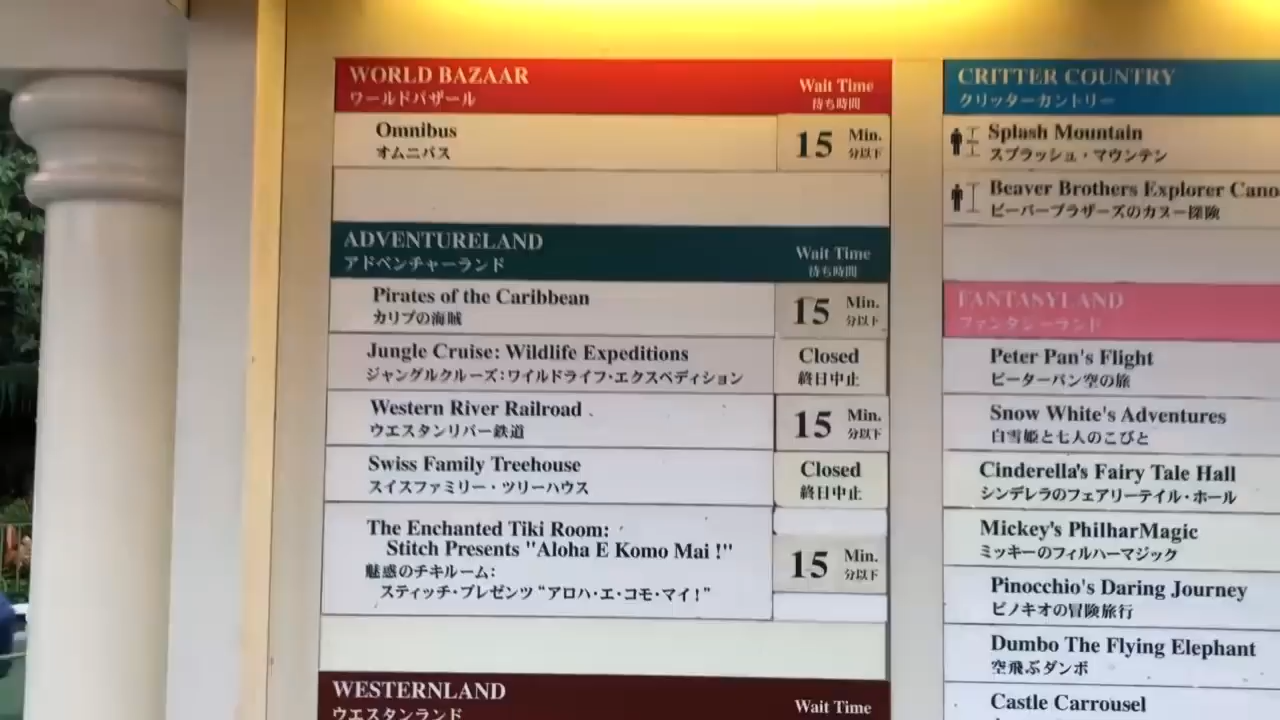 WORLD BAZAAR
ワールドバザール
Wait Time
待ち時間
Omnibus
オムニバス
15 Min.
分以下
ADVENTURELAND
アドベンチャーランド
Wait Time
待ち時間
Pirates of the Caribbean
カリブの海賊
15 Min.
分以下
Jungle Cruise: Wildlife Expeditions
ジャングルクルーズ:ワイルドライフ・エクスペディション
Closed
終日中止
Western River Railroad
ウエスタンリバー鉄道
15 Min.
分以下
Swiss Family Treehouse
スイスファミリー・ツリーハウス
Closed
終日中止
The Enchanted Tiki Room:
Stitch Presents "Aloha E Komo Mai !"
魅惑のチキルーム:
スティッチ・プレゼンツ “アロハ・エ・コモ・マイ!”
15 Min.
分以下
WESTERNLAND
ウエスタンランド
Wait Time
CRITTER COUNTRY
クリッターカントリー
Splash Mountain
スプラッシュ・マウンテン
Beaver Brothers Explorer Cano
ビーバーブラザーズのカヌー探険
FANTASYLAND
ファンタジーランド
Peter Pan's Flight
ピーターパン空の旅
Snow White's Adventures
白雪姫と七人のこびと
Cinderella's Fairy Tale Hall
シンデレラのフェアリーテイル・ホール
Mickey's PhilharMagic
ミッキーのフィルハーマジック
Pinocchio's Daring Journey
ピノキオの冒険旅行
Dumbo The Flying Elephant
空飛ぶダンボ
Castle Carrousel